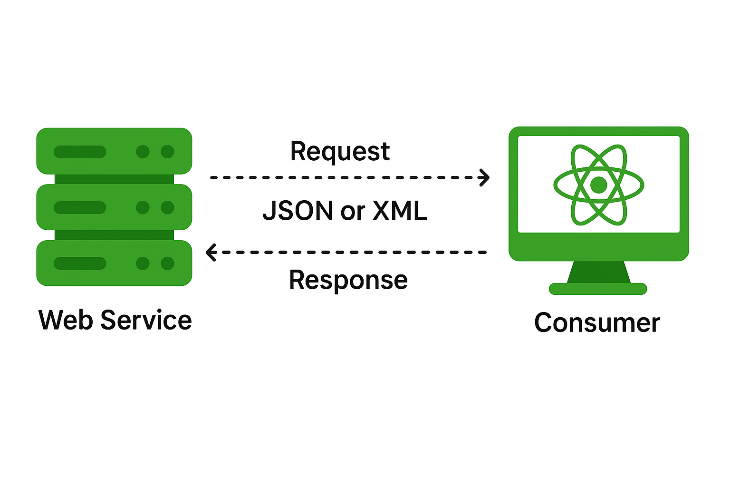 Request
JSON or XML
Response
Web Service
Consumer